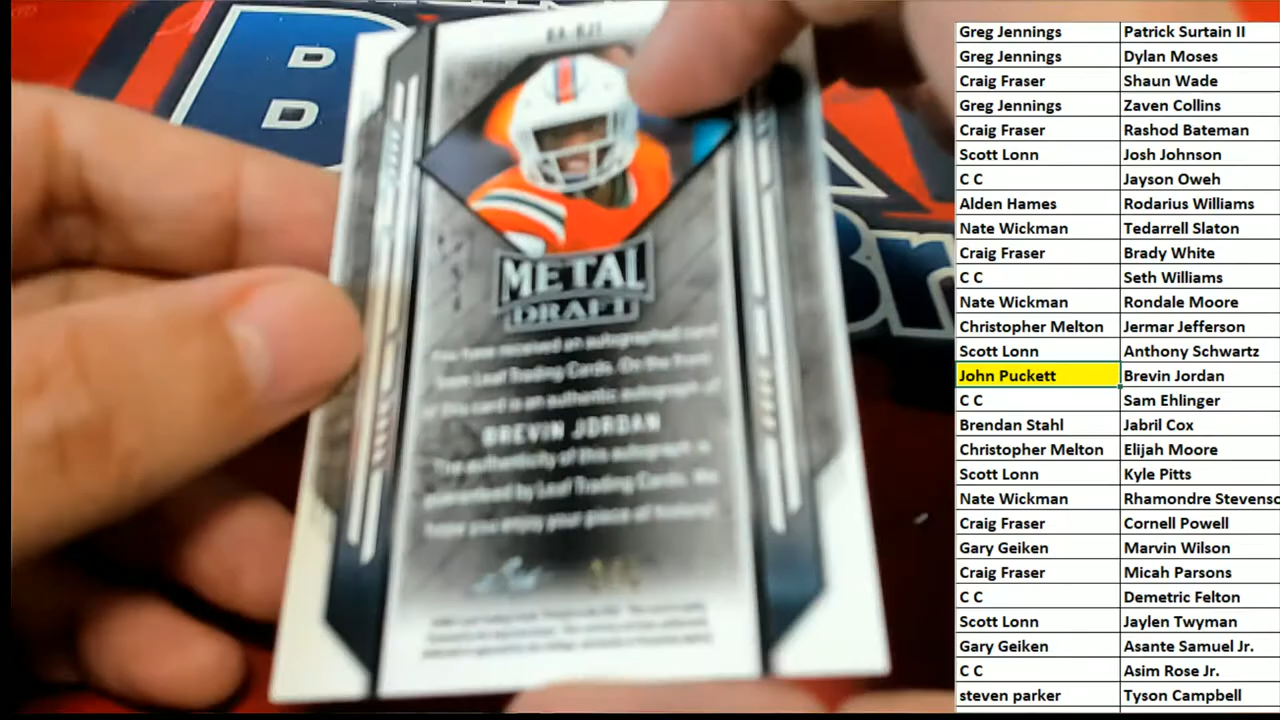 BA-BJ1
METAL
DRAFT
You have received an autographed card
from Leaf Trading Cards. On the front
of this card is an authentic autograph of
BREVIN JORDAN
The authenticity of this autograph is
guaranteed by Leaf Trading Cards. We
hope you enjoy your piece of history!
Greg Jennings Patrick Surtain II
Greg Jennings Dylan Moses
Craig Fraser Shaun Wade
Greg Jennings Zaven Collins
Craig Fraser Rashod Bateman
Scott Lonn Josh Johnson
C C Jayson Oweh
Alden Hames Rodarius Williams
Nate Wickman Tedarrell Slaton
Craig Fraser Brady White
C C Seth Williams
Nate Wickman Rondale Moore
Christopher Melton Jermar Jefferson
Scott Lonn Anthony Schwartz
John Puckett Brevin Jordan
C C Sam Ehlinger
Brendan Stahl Jabril Cox
Christopher Melton Elijah Moore
Scott Lonn Kyle Pitts
Nate Wickman Rhamondre Stevenso
Craig Fraser Cornell Powell
Gary Geiken Marvin Wilson
Craig Fraser Micah Parsons
C C Demetric Felton
Scott Lonn Jaylen Twyman
Gary Geiken Asante Samuel Jr.
C C Asim Rose Jr.
steven parker Tyson Campbell